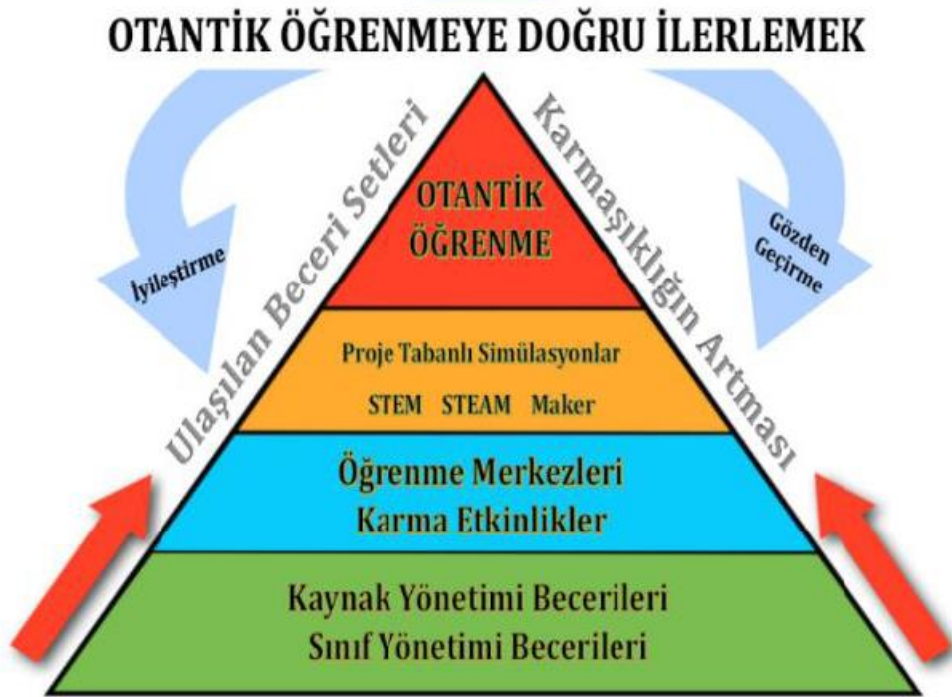 OTANTİK ÖĞRENMEYE DOĞRU İLERLEMEK
Ulaşılan Beceri Setleri
Karmaşıklığın Artması
İyileştirme
Gözden
Geçirme
OTANTİK
ÖĞRENME
Proje Tabanlı Simülasyonlar
STEM STEAM Maker
Öğrenme Merkezleri
Karma Etkinlikler
Kaynak Yönetimi Becerileri
Sınıf Yönetimi Becerileri